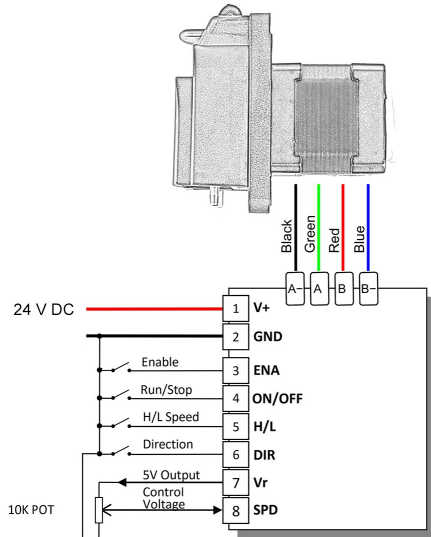 Black
Green
Red
Blue
A− A B B−
24 V DC
1 V+
2 GND
Enable
3 ENA
Run/Stop
4 ON/OFF
H/L Speed
5 H/L
Direction
6 DIR
5V Output
7 Vr
Control
Voltage
10K POT
8 SPD